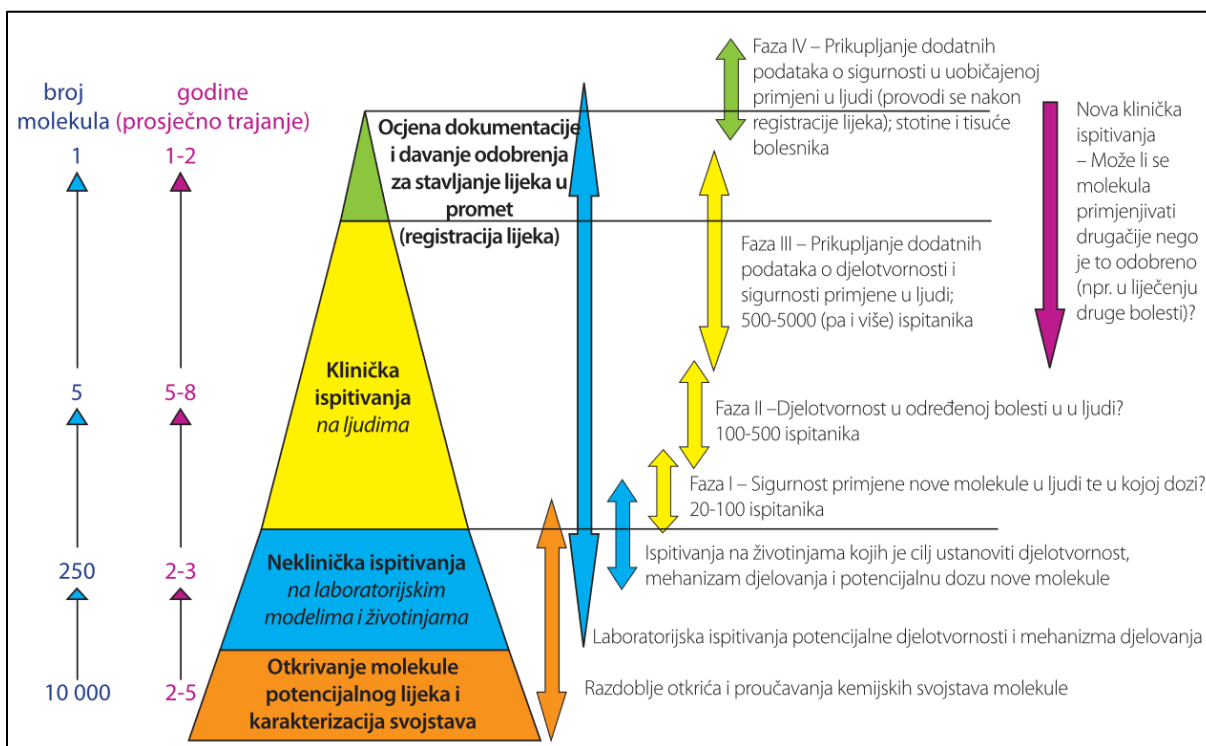 broj
molekula
godine
(prosječno trajanje)
1
1-2
5
5-8
250
2-3
10 000
2-5
Ocjena dokumentacije
i davanje odobrenja
za stavljanje lijeka u
promet
(registracija lijeka)
Klinička
ispitivanja
na ljudima
Neklinička ispitivanja
na laboratorijskim
modelima i životinjama
Otkrivanje molekule
potencijalnog lijeka i
karakterizacija svojstava
Faza IV – Prikupljanje dodatnih
podataka o sigurnosti u uobičajenoj
primjeni u ljudi (provodi se nakon
registracije lijeka); stotine i tisuće
bolesnika
Faza III – Prikupljanje dodatnih
podataka o djelotvornosti i
sigurnosti primjene u ljudi;
500-5000 (pa i više) ispitanika
Faza II –Djelotvornost u određenoj bolesti u u ljudi?
100-500 ispitanika
Faza I – Sigurnost primjene nove molekule u ljudi te u kojoj dozi?
20-100 ispitanika
Ispitivanja na životinjama kojih je cilj ustanoviti djelotvornost,
mehanizam djelovanja i potencijalnu dozu nove molekule
Laboratorijska ispitivanja potencijalne djelotvornosti i mehanizma djelovanja
Razdoblje otkrića i proučavanja kemijskih svojstava molekule
Nova klinička
ispitivanja
– Može li se
molekula
primjenjivati
drugačije nego
je to odobreno
(npr. u liječenju
druge bolesti)?